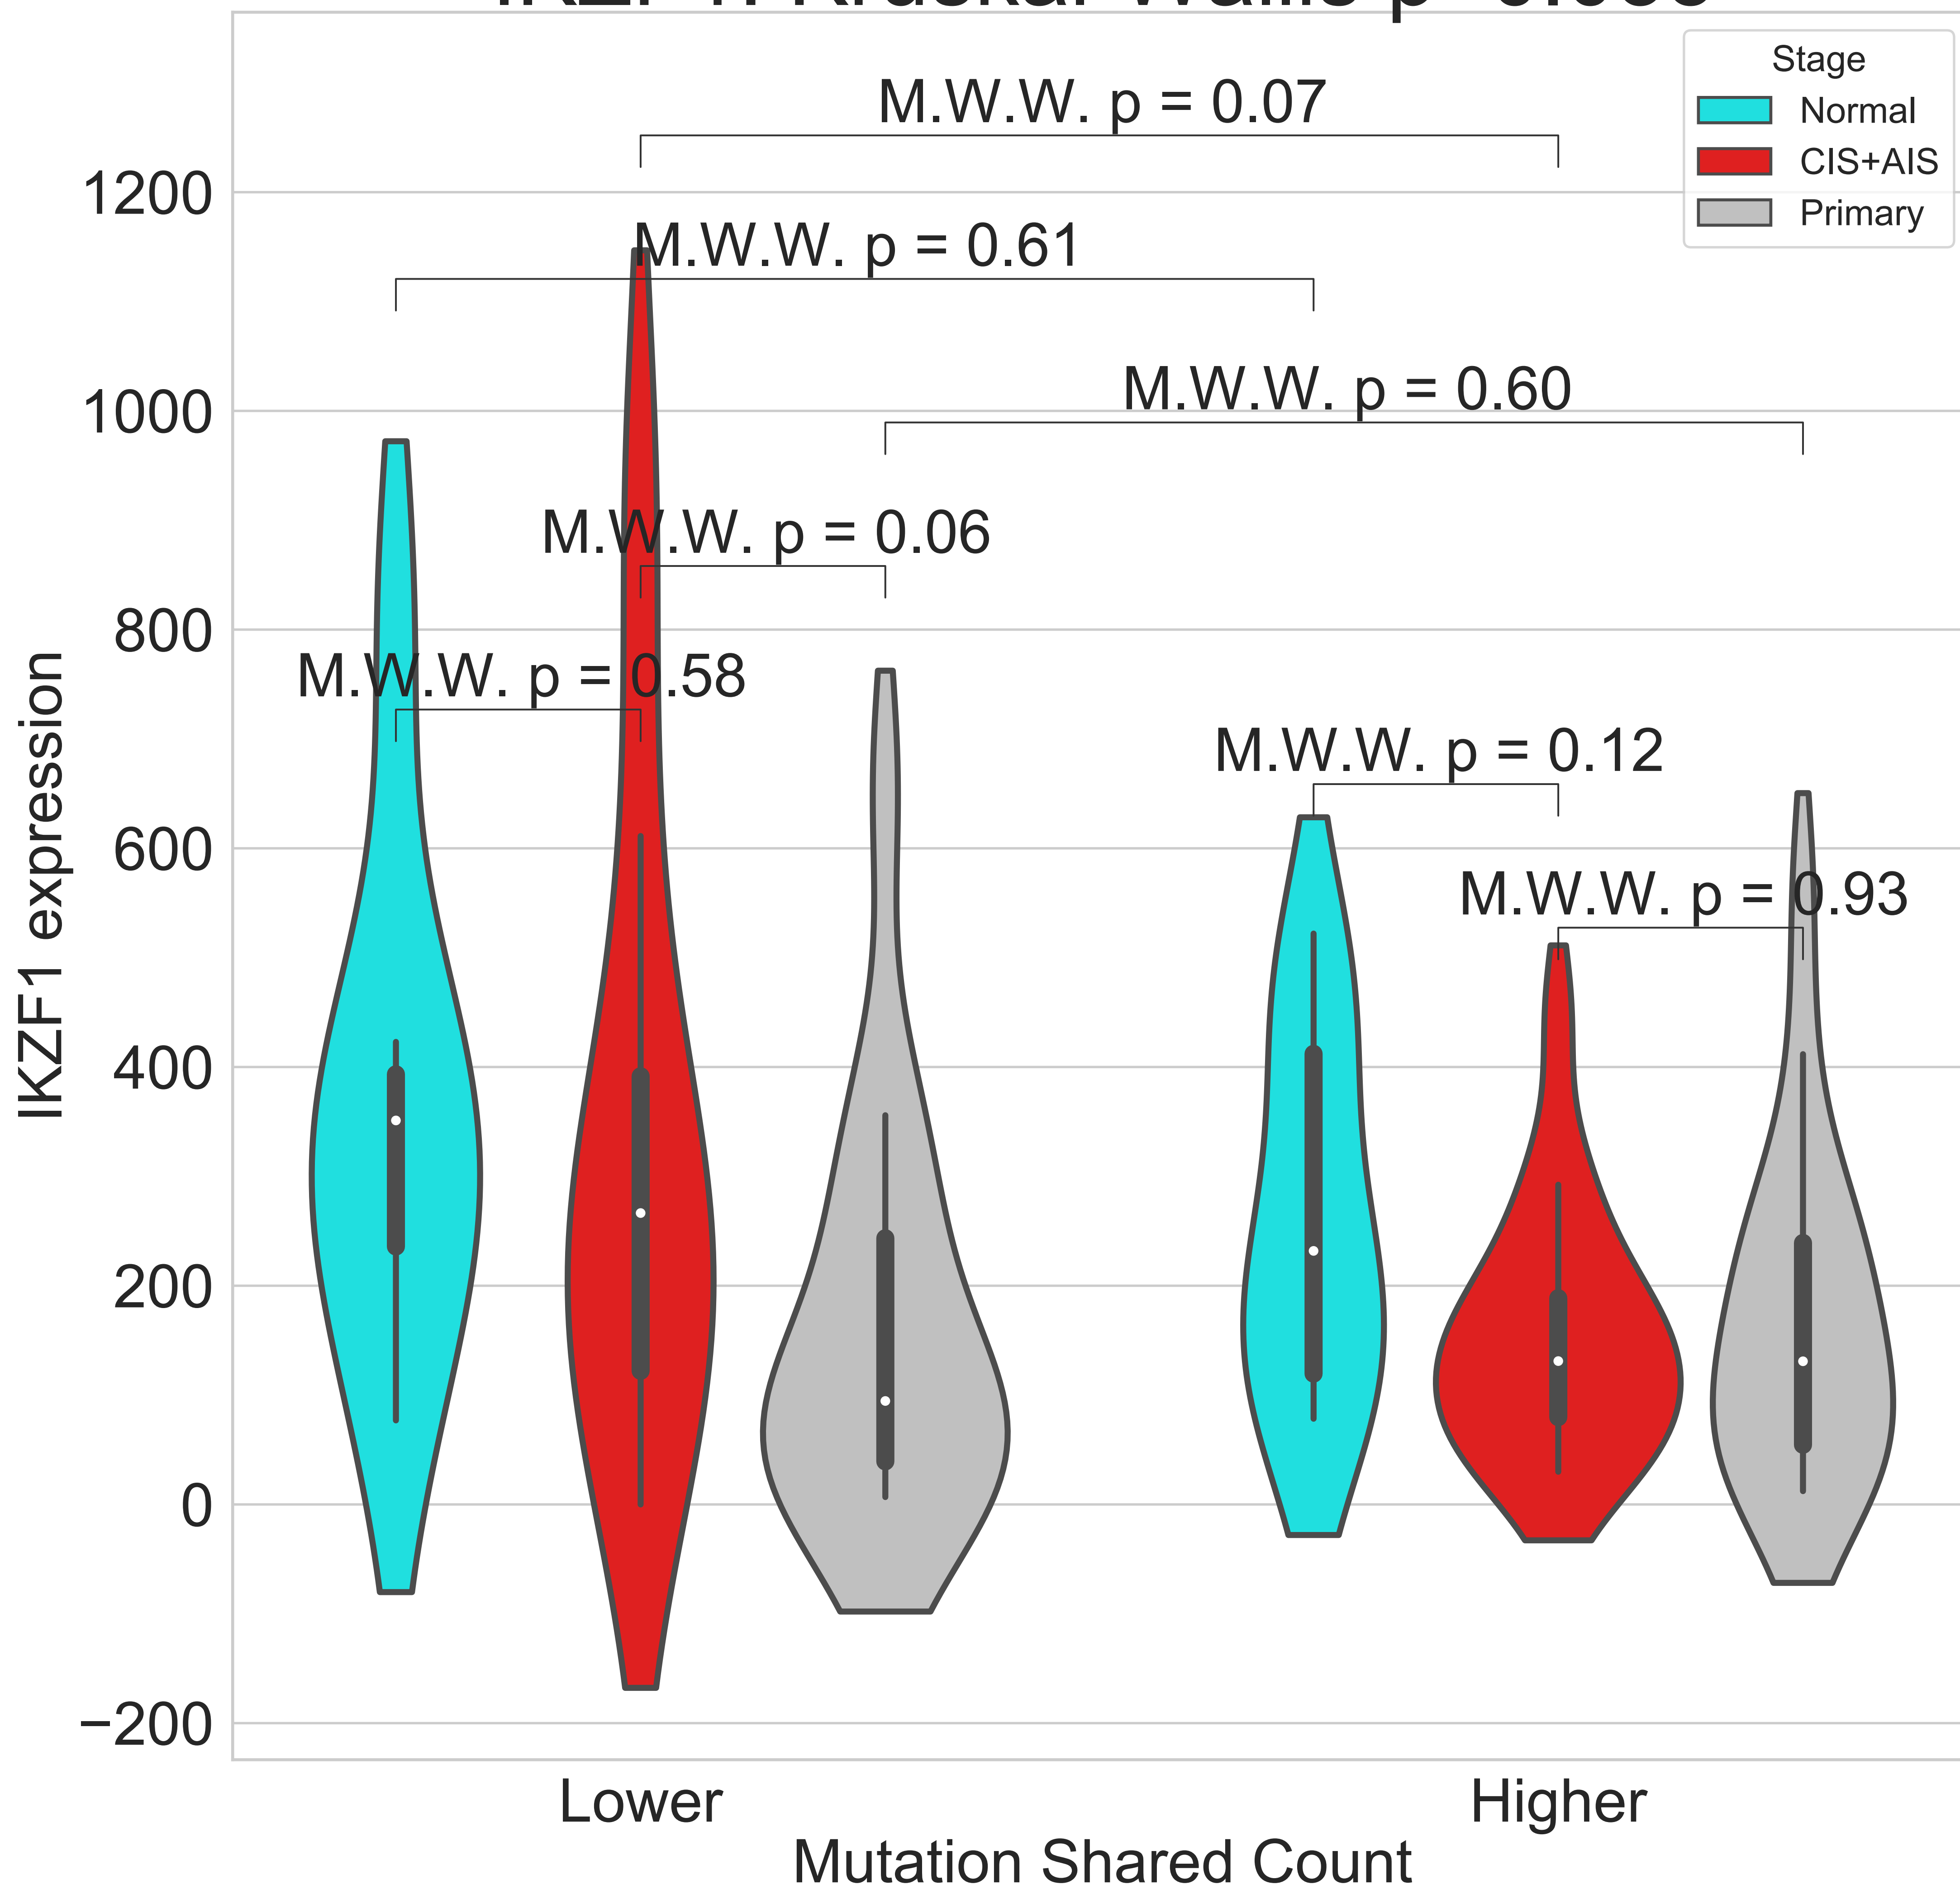 Stage
Normal
CIS+AIS
Primary
M.W.W. p = 0.07
M.W.W. p = 0.61
M.W.W. p = 0.60
M.W.W. p = 0.06
M.W.W. p = 0.58
M.W.W. p = 0.12
M.W.W. p = 0.93
1200
1000
800
600
400
200
0
−200
IKZF1 expression
Lower
Higher
Mutation Shared Count